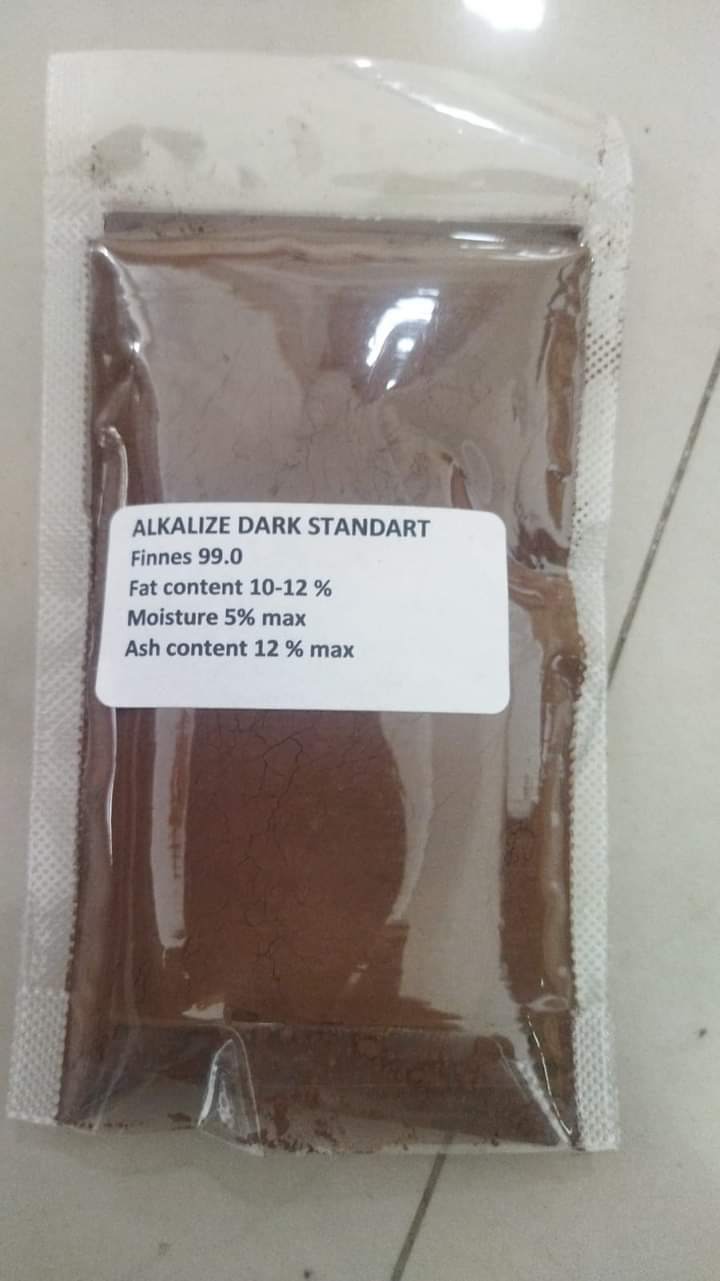 ALKALIZE DARK STANDART
Finnes 99.0
Fat content 10-12 %
Moisture 5% max
Ash content 12 % max